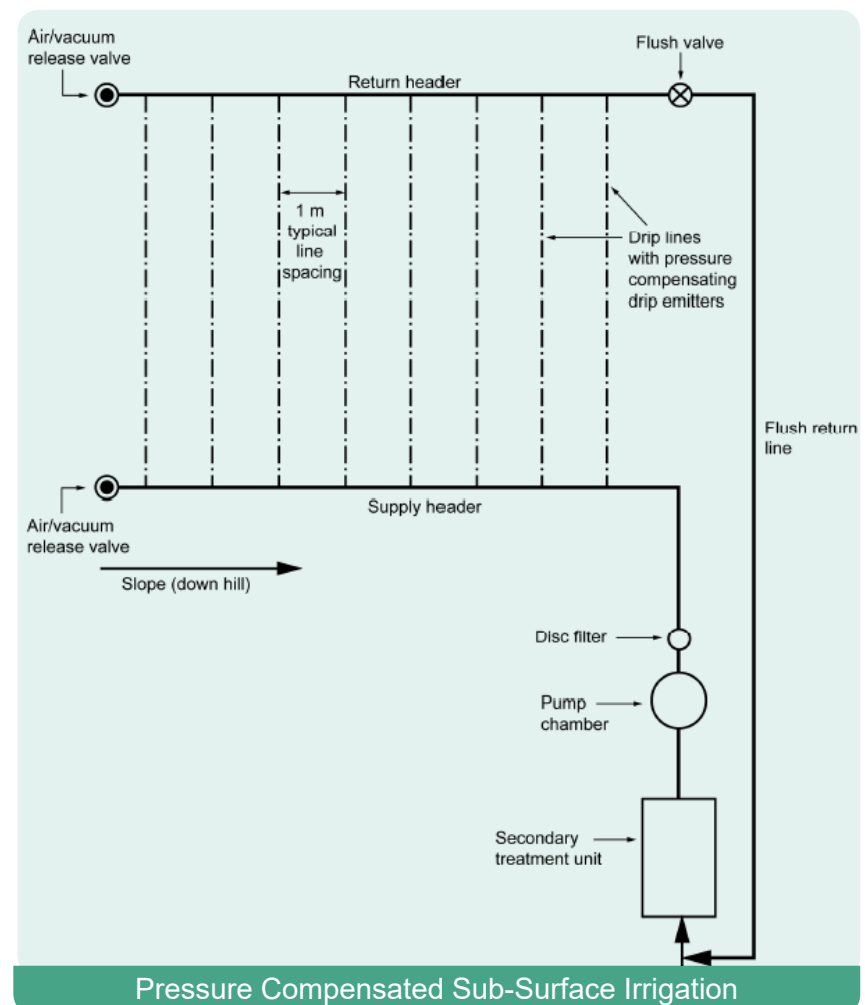 Air/vacuum
release valve
Flush valve
Return header
1 m
typical
line
spacing
Drip lines
with pressure
compensating
drip emitters
Flush return
line
Supply header
Air/vacuum
release valve
Slope (down hill)
Disc filter
Pump
chamber
Secondary
treatment unit
Pressure Compensated Sub-Surface Irrigation